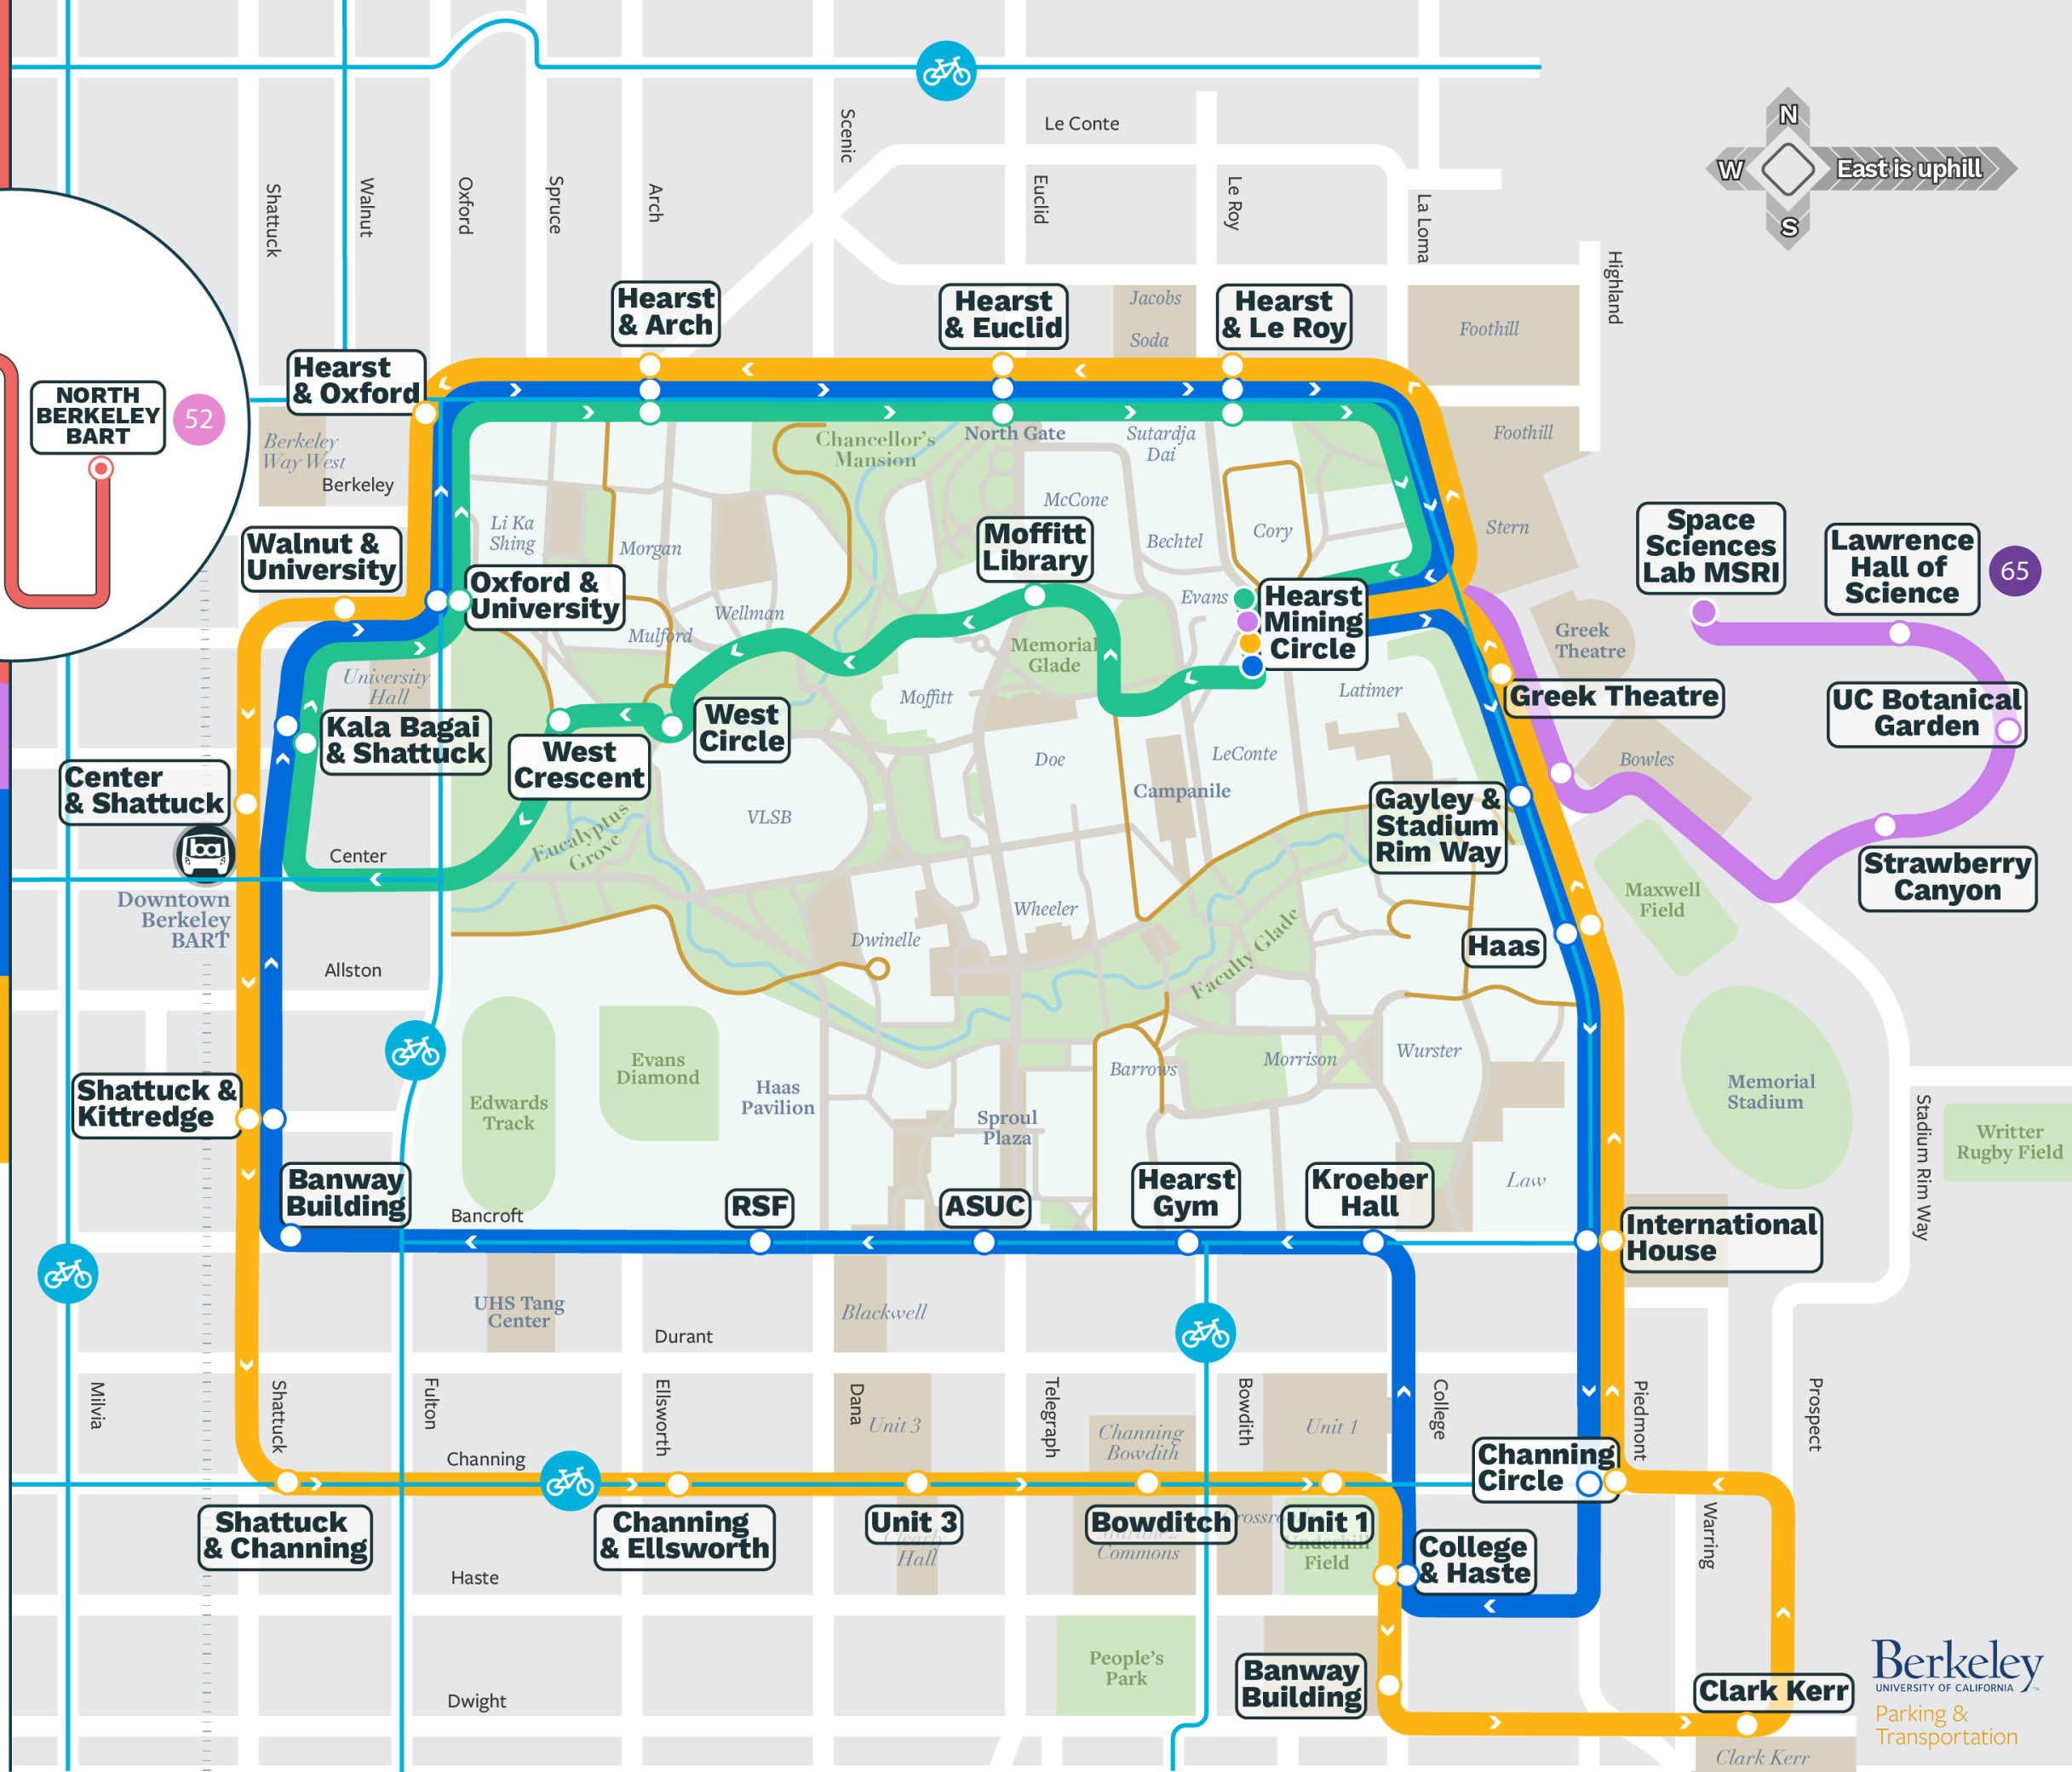 Le Conte
Scenic
Shattuck
Walnut
Oxford
Spruce
Arch
Euclid
Le Roy
La Loma
Highland
N
W
East is uphill
S
Hearst
& Arch
Hearst
& Euclid
Jacobs
Soda
Hearst
& Le Roy
Foothill
Hearst
& Oxford
NORTH
BERKELEY
BART
52
Berkeley
Way West
Berkeley
Chancellor's
Mansion
North Gate
Sutardja
Dai
Foothill
McCone
Li Ka
Shing
Morgan
Moffitt
Library
Bechtel
Cory
Stern
Space
Sciences
Lab MSRI
Lawrence
Hall of
Science
65
Walnut &
University
Oxford &
University
Wellman
Mulford
Evans
Hearst
Mining
Circle
Memorial
Glade
Greek
Theatre
University
Hall
Moffitt
Latimer
Greek Theatre
UC Botanical
Garden
Kala Bagai
& Shattuck
West
Crescent
West
Circle
Doe
LeConte
Campanile
Bowles
Center
& Shattuck
VLSB
Eucalyptus
Grove
Gayley &
Stadium
Rim Way
Center
Strawberry
Canyon
Maxwell
Field
Downtown
Berkeley
BART
Wheeler
Dwinelle
Faculty Glade
Haas
Allston
Evans
Diamond
Edwards
Track
Haas
Pavilion
Barrows
Morrison
Wurster
Memorial
Stadium
Shattuck &
Kittredge
Sproul
Plaza
Stadium Rim Way
Writter
Rugby Field
Banway
Building
Bancroft
RSF
ASUC
Hearst
Gym
Kroeber
Hall
Law
International
House
UHS Tang
Center
Blackwell
Durant
Milvia
Shattuck
Fulton
Ellsworth
Dana
Unit 3
Telegraph
Channing
Bowdith
Bowdith
Unit 1
College
Piedmont
Prospect
Channing
Channing
Circle
Shattuck
& Channing
Channing
& Ellsworth
Unit 3
Hall
Bowditch
Commons
Unit 1
Underhill
Field
Warring
College
& Haste
Haste
People's
Park
Banway
Building
Dwight
Clark Kerr
Clark Kerr
Berkeley
UNIVERSITY OF CALIFORNIA
Parking &
Transportation